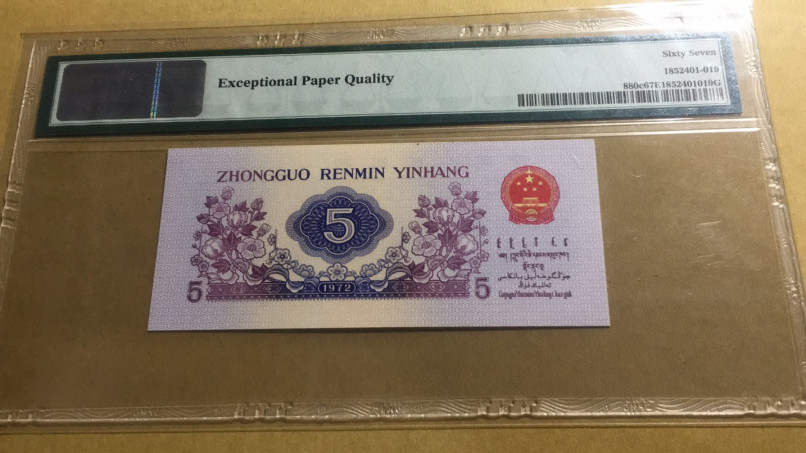 Sixty Seven
Exceptional Paper Quality
1852401-019
880c67E1852401019G
ZHONGGUO RENMIN YINHANG
5
5
1972
5